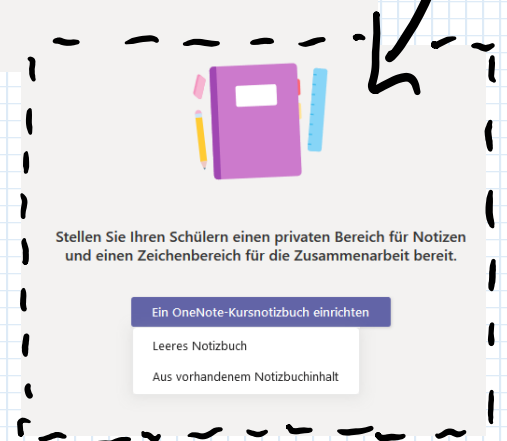 Stellen Sie Ihren Schülern einen privaten Bereich für Notizen
und einen Zeichenbereich für die Zusammenarbeit bereit.
Ein OneNote-Kursnotizbuch einrichten
Leeres Notizbuch
Aus vorhandenem Notizbuchinhalt